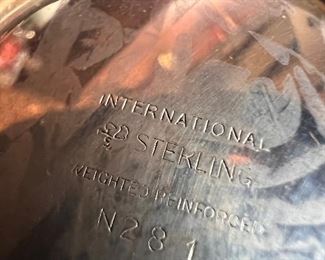 INTERNATIONAL
STERLING
WEIGHTED REINFORCED
N281